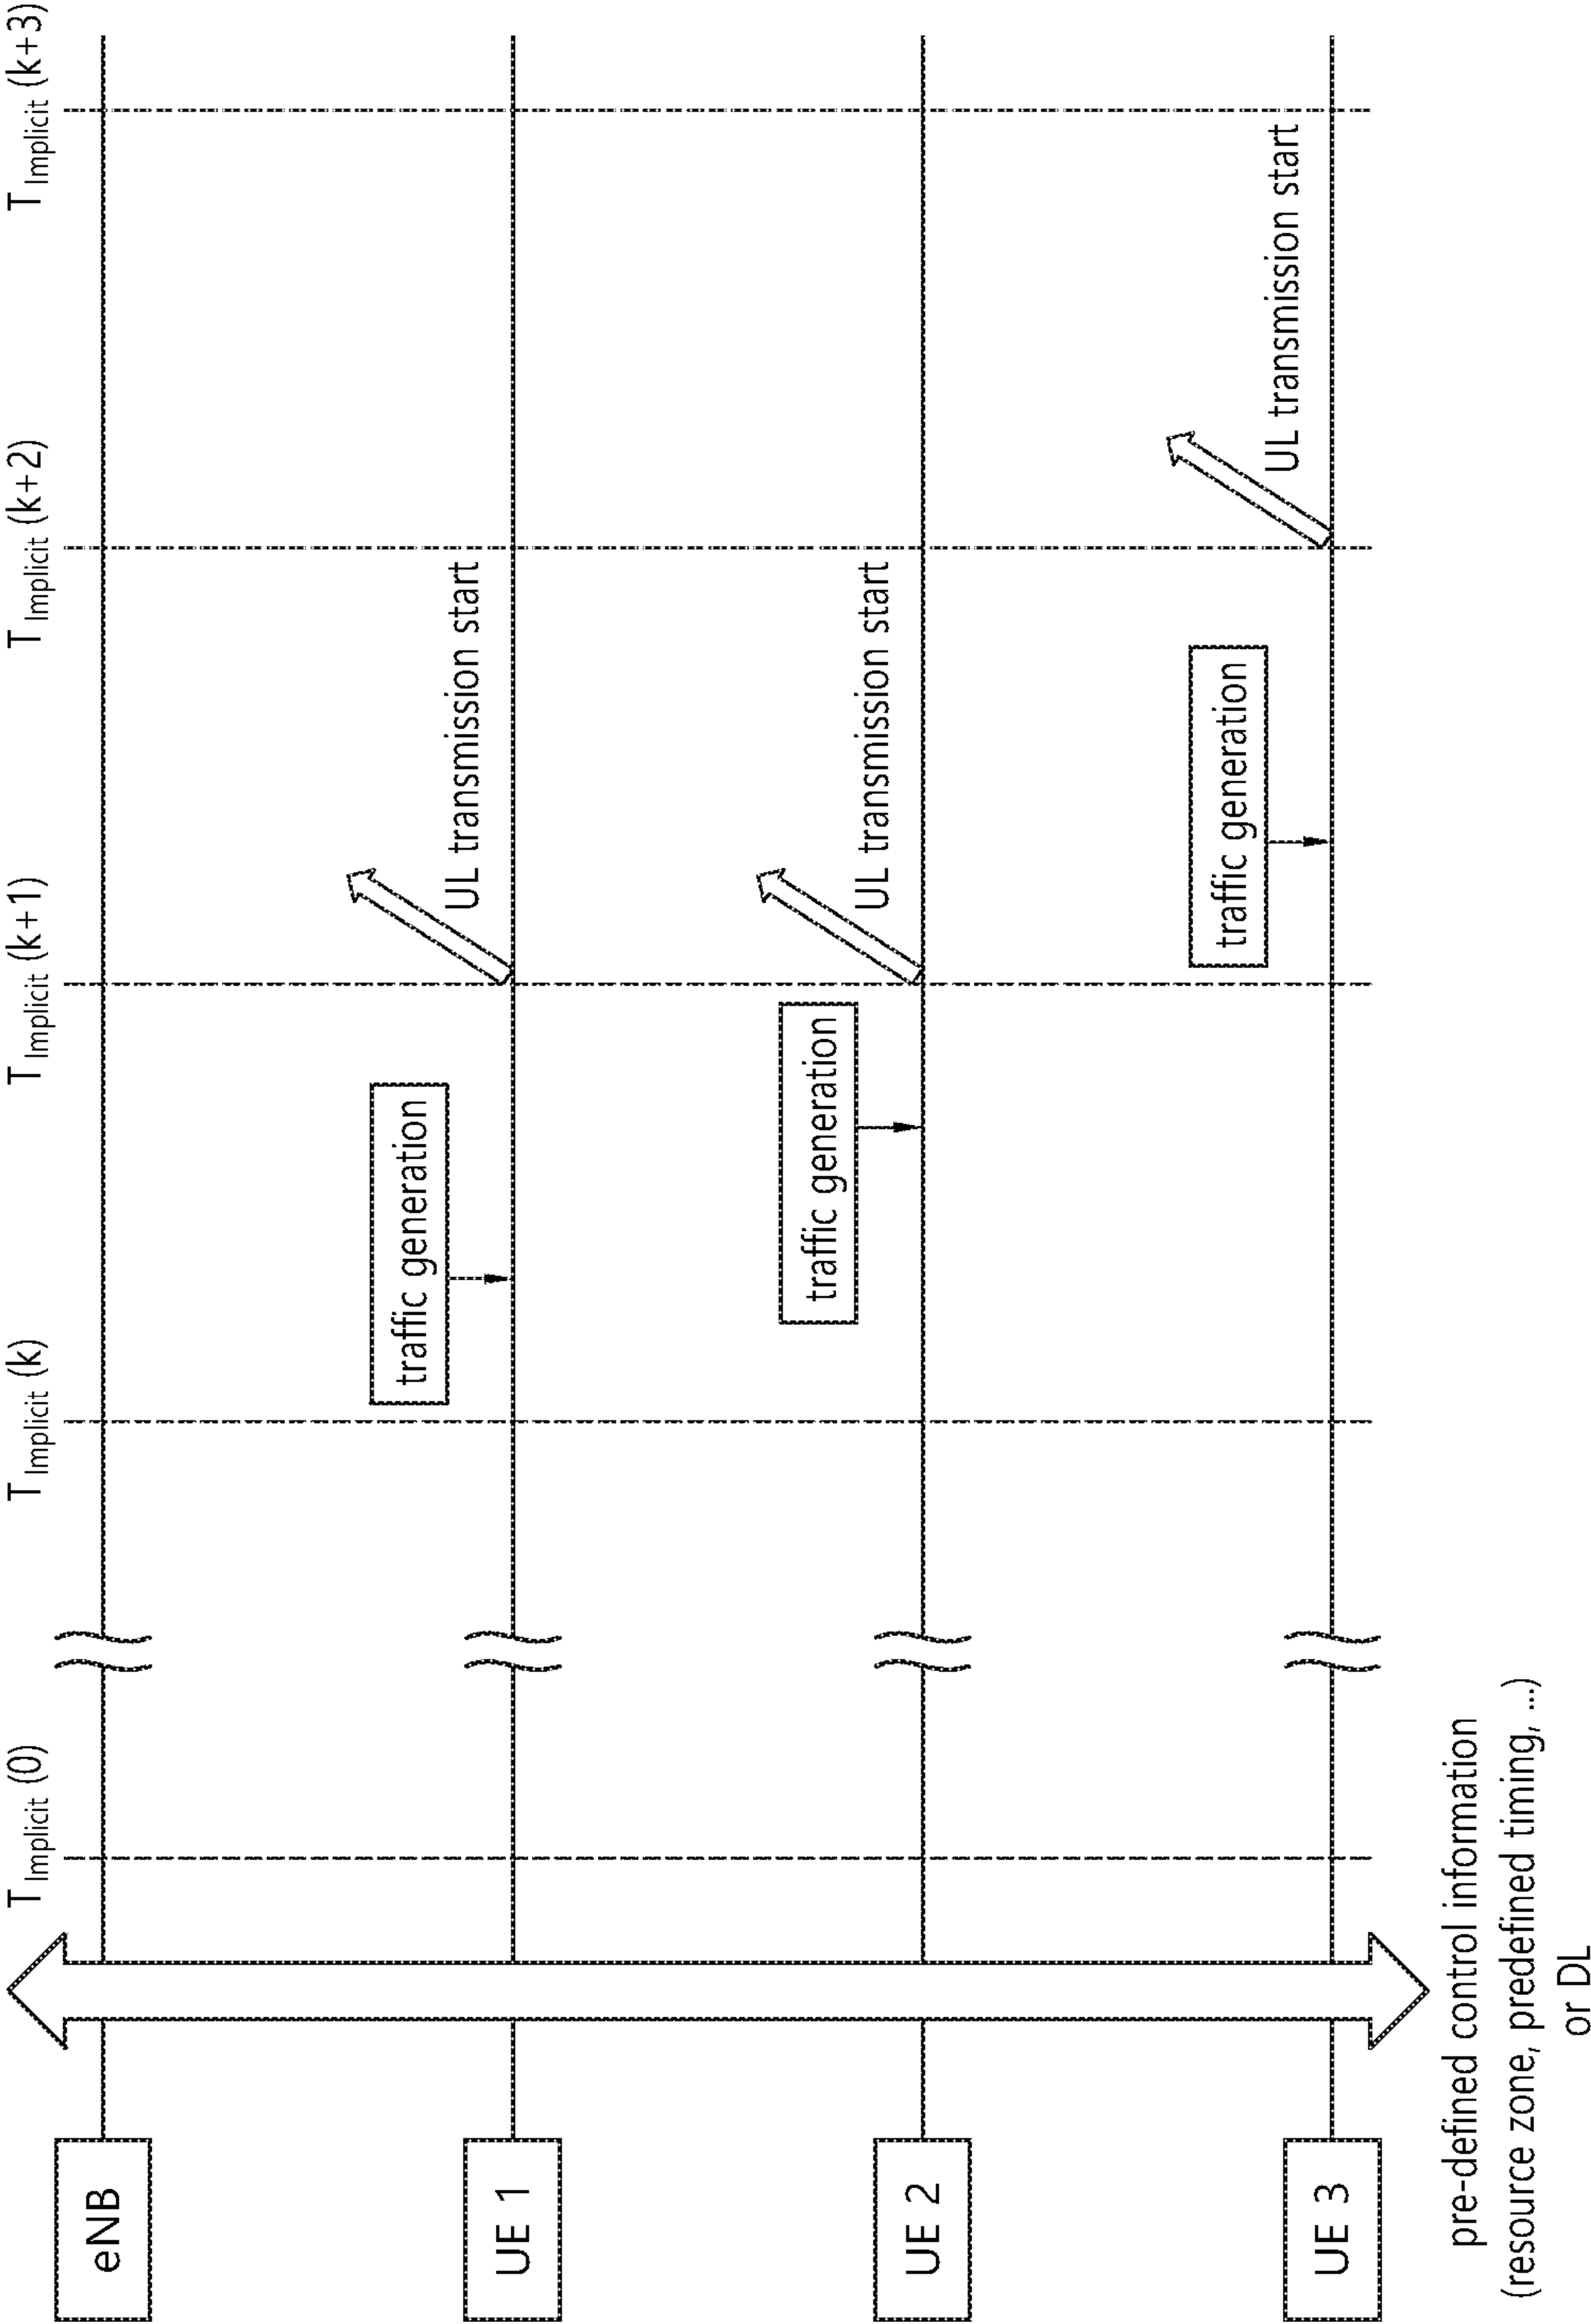 T Implicit (0)
T Implicit (k)
T Implicit (k+1)
T Implicit (k+2)
T Implicit (k+3)
eNB
traffic generation
UL transmission start
UE 1
traffic generation
UL transmission start
UE 2
traffic generation
UL transmission start
UE 3
pre-defined control information
(resource zone, predefined timing, ...)
or DL